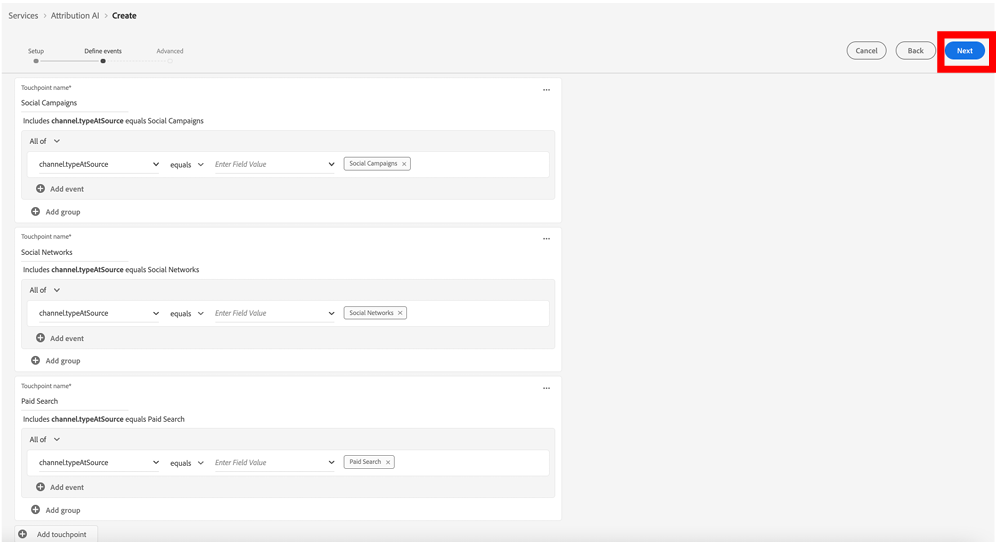 Services > Attribution AI > Create
Setup Define events Advanced
Cancel Back Next
Touchpoint name*
Social Campaigns
Includes channel.typeAtSource equals Social Campaigns
All of
channel.typeAtSource equals Enter Field Value Social Campaigns ×
Add event
Add group
Touchpoint name*
Social Networks
Includes channel.typeAtSource equals Social Networks
All of
channel.typeAtSource equals Enter Field Value Social Networks ×
Add event
Add group
Touchpoint name*
Paid Search
Includes channel.typeAtSource equals Paid Search
All of
channel.typeAtSource equals Enter Field Value Paid Search ×
Add event
Add group
Add touchpoint